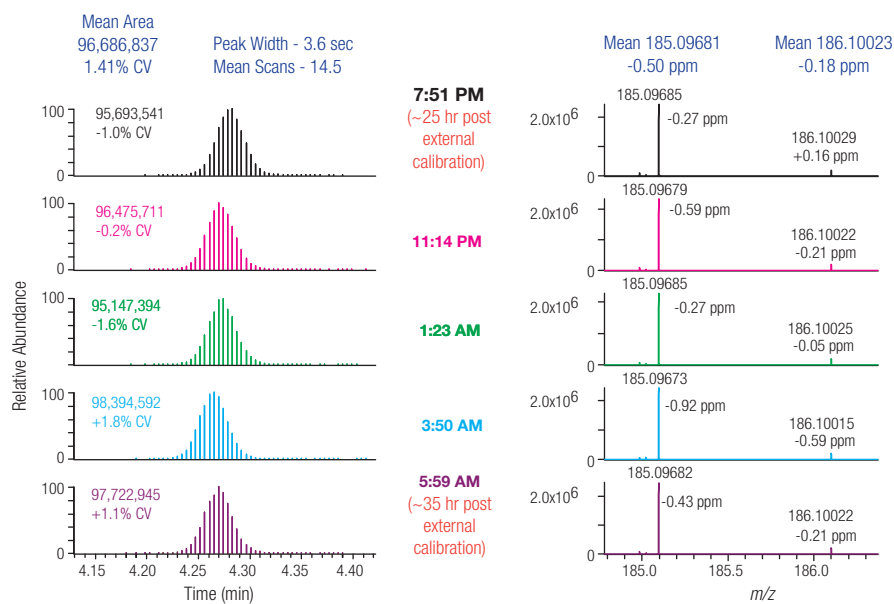 Mean Area
96,686,837
1.41% CV
Peak Width - 3.6 sec
Mean Scans - 14.5
Mean 185.09681
-0.50 ppm
Mean 186.10023
-0.18 ppm
Relative Abundance
100
0
95,693,541
-1.0% CV
7:51 PM
(~25 hr post
external
calibration)
2.0x10⁶
0
185.09685
-0.27 ppm
186.10029
+0.16 ppm
100
0
96,475,711
-0.2% CV
11:14 PM
2.0x10⁶
0
185.09679
-0.59 ppm
186.10022
-0.21 ppm
100
0
95,147,394
-1.6% CV
1:23 AM
2.0x10⁶
0
185.09685
-0.27 ppm
186.10025
-0.05 ppm
100
0
98,394,592
+1.8% CV
3:50 AM
2.0x10⁶
0
185.09673
-0.92 ppm
186.10015
-0.59 ppm
100
0
97,722,945
+1.1% CV
5:59 AM
(~35 hr post
external
calibration)
2.0x10⁶
0
185.09682
-0.43 ppm
186.10022
-0.21 ppm
4.15 4.20 4.25 4.30 4.35 4.40
Time (min)
185.0 185.5 186.0
m/z